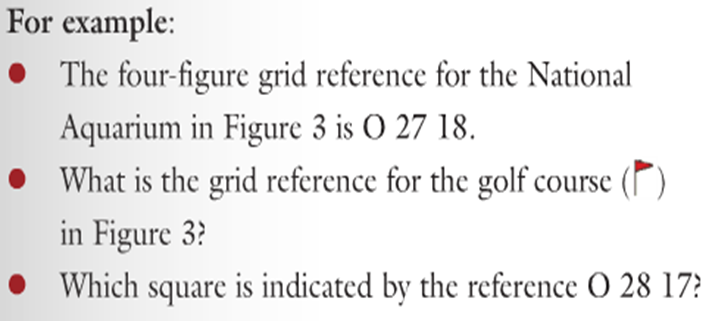 For example:
The four-figure grid reference for the National
Aquarium in Figure 3 is O 27 18.
What is the grid reference for the golf course ( )
in Figure 3?
Which square is indicated by the reference O 28 17?